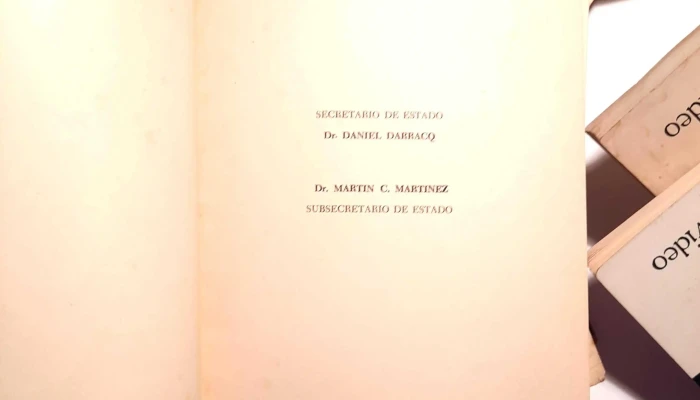 SECRETARIO DE ESTADO
Dr. DANIEL DARRACQ
Dr. MARTIN C. MARTINEZ
SUBSECRETARIO DE ESTADO
video
Video